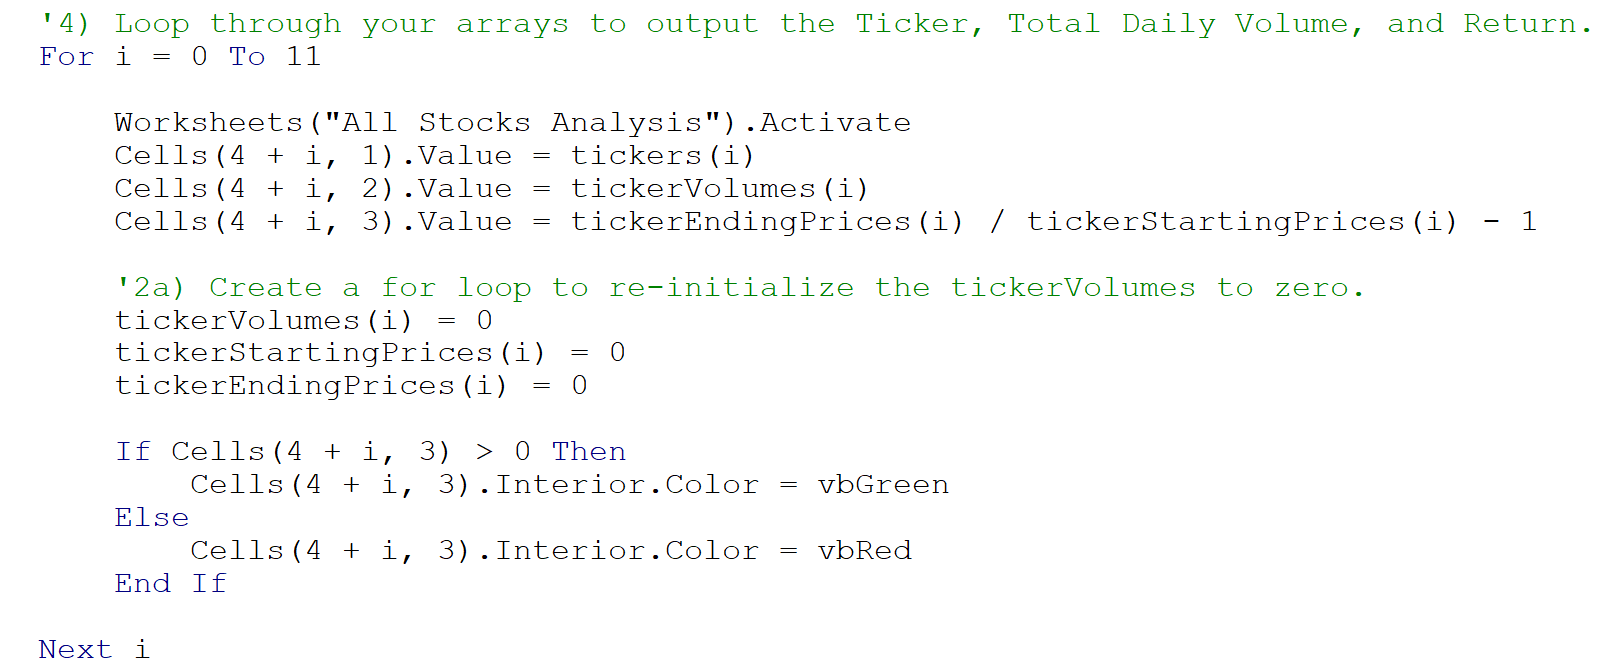 '4) Loop through your arrays to output the Ticker, Total Daily Volume, and Return.
For i = 0 To 11
Worksheets("All Stocks Analysis").Activate
Cells(4 + i, 1).Value = tickers(i)
Cells(4 + i, 2).Value = tickerVolumes(i)
Cells(4 + i, 3).Value = tickerEndingPrices(i) / tickerStartingPrices(i) - 1
'2a) Create a for loop to re-initialize the tickerVolumes to zero.
tickerVolumes(i) = 0
tickerStartingPrices(i) = 0
tickerEndingPrices(i) = 0
If Cells(4 + i, 3) > 0 Then
Cells(4 + i, 3).Interior.Color = vbGreen
Else
Cells(4 + i, 3).Interior.Color = vbRed
End If
Next i